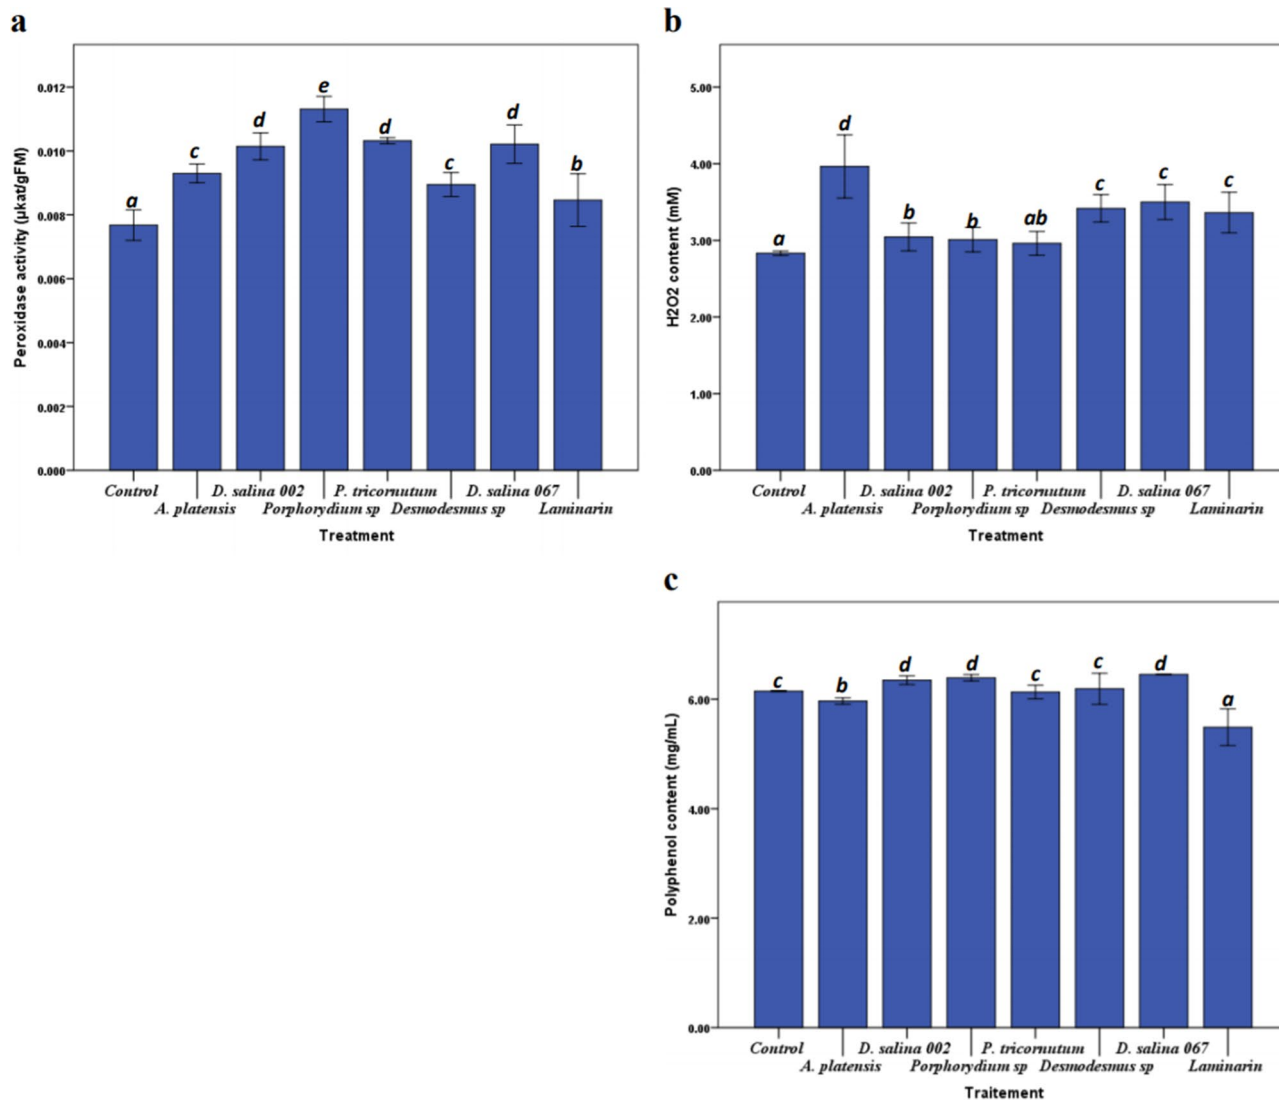 a
e
d
d
d
c
c
b
a
0.012
0.010
0.008
0.006
0.004
0.002
0.000
Peroxidase activity (µkat/gFM)
Control D. salina 002 P. tricornutum D. salina 067
A. platensis Porphorydium sp Desmodesmus sp Laminarin
Treatment
b
d
c
c
c
b
b
ab
a
5.00
4.00
3.00
2.00
1.00
0.00
H2O2 content (mM)
Control D. salina 002 P. tricornutum D. salina 067
A. platensis Porphorydium sp Desmodesmus sp Laminarin
Treatment
c
c b d d c c d a
6.00
4.00
2.00
0.00
Polyphenol content (mg/mL)
Control D. salina 002 P. tricornutum D. salina 067
A. platensis Porphorydium sp Desmodesmus sp Laminarin
Traitement